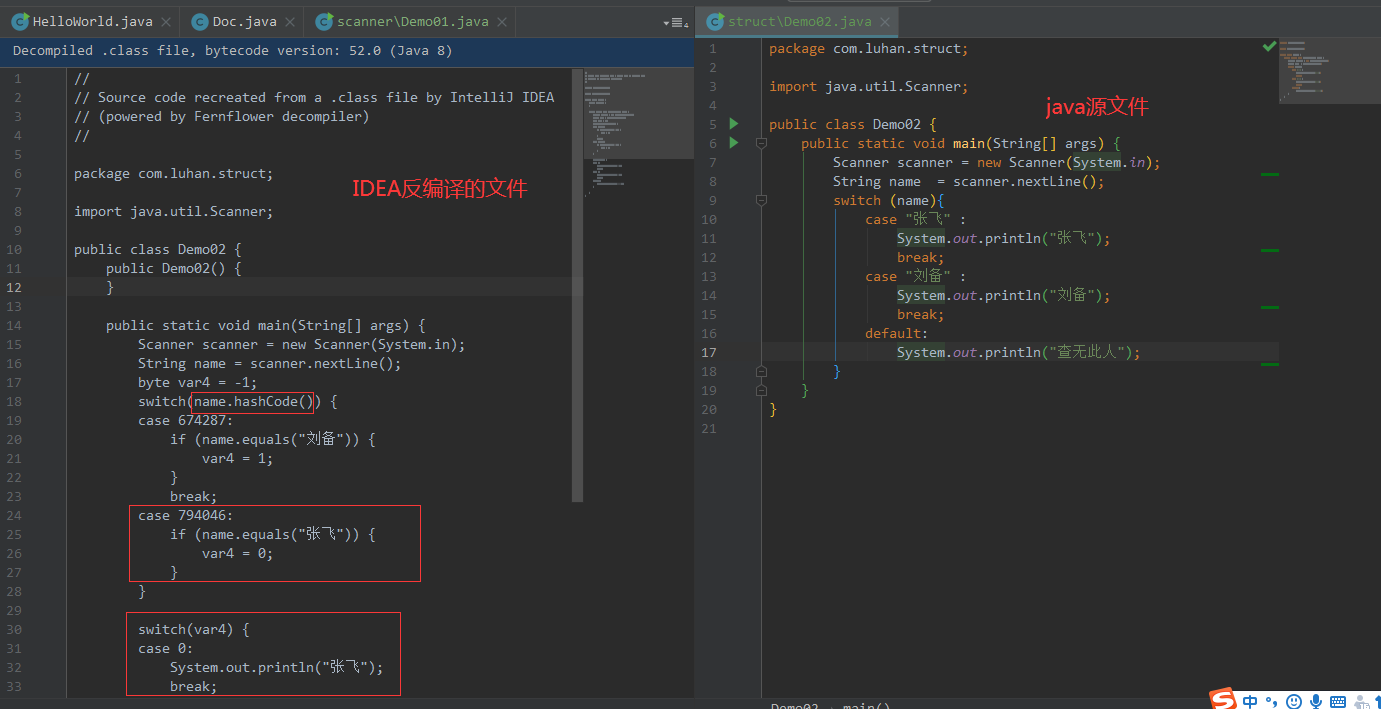 HelloWorld.java
Doc.java
scanner\Demo01.java
struct\Demo02.java
Decompiled .class file, bytecode version: 52.0 (Java 8)
1 //
2 // Source code recreated from a .class file by IntelliJ IDEA
3 // (powered by Fernflower decompiler)
4 //
5
6 package com.luhan.struct;
IDEA反编译的文件
7
8 import java.util.Scanner;
9
10 public class Demo02 {
11     public Demo02() {
12     }
13
14     public static void main(String[] args) {
15         Scanner scanner = new Scanner(System.in);
16         String name = scanner.nextLine();
17         byte var4 = -1;
18         switch(name.hashCode()) {
19         case 674287:
20             if (name.equals("刘备")) {
21                 var4 = 1;
22             }
23             break;
24         case 794046:
25             if (name.equals("张飞")) {
26                 var4 = 0;
27             }
28         }
29
30         switch(var4) {
31         case 0:
32             System.out.println("张飞");
33             break;
1 package com.luhan.struct;
2
3 import java.util.Scanner;
java源文件
4
5 public class Demo02 {
6     public static void main(String[] args) {
7         Scanner scanner = new Scanner(System.in);
8         String name  = scanner.nextLine();
9         switch (name){
10             case "张飞" :
11                 System.out.println("张飞");
12                 break;
13             case "刘备" :
14                 System.out.println("刘备");
15                 break;
16             default:
17                 System.out.println("查无此人");
18         }
19     }
20 }
21
Demo02 › main()
S 中